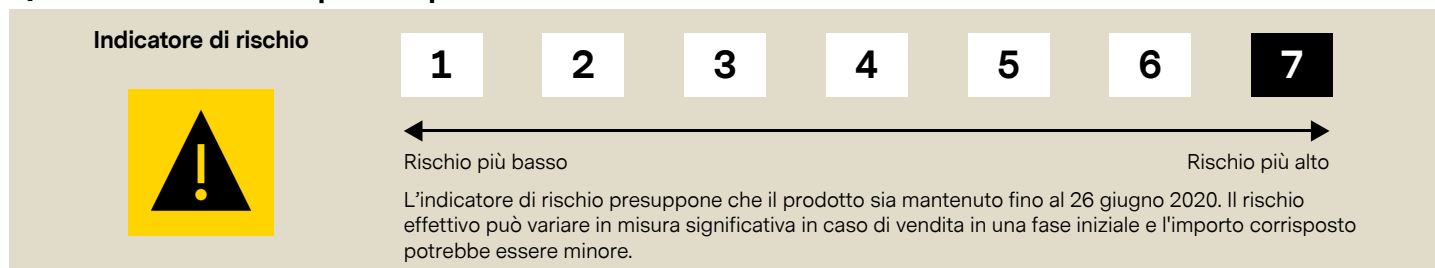 Indicatore di rischio
1 2 3 4 5 6 7
Rischio più basso Rischio più alto
L'indicatore di rischio presuppone che il prodotto sia mantenuto fino al 26 giugno 2020. Il rischio
effettivo può variare in misura significativa in caso di vendita in una fase iniziale e l'importo corrisposto
potrebbe essere minore.